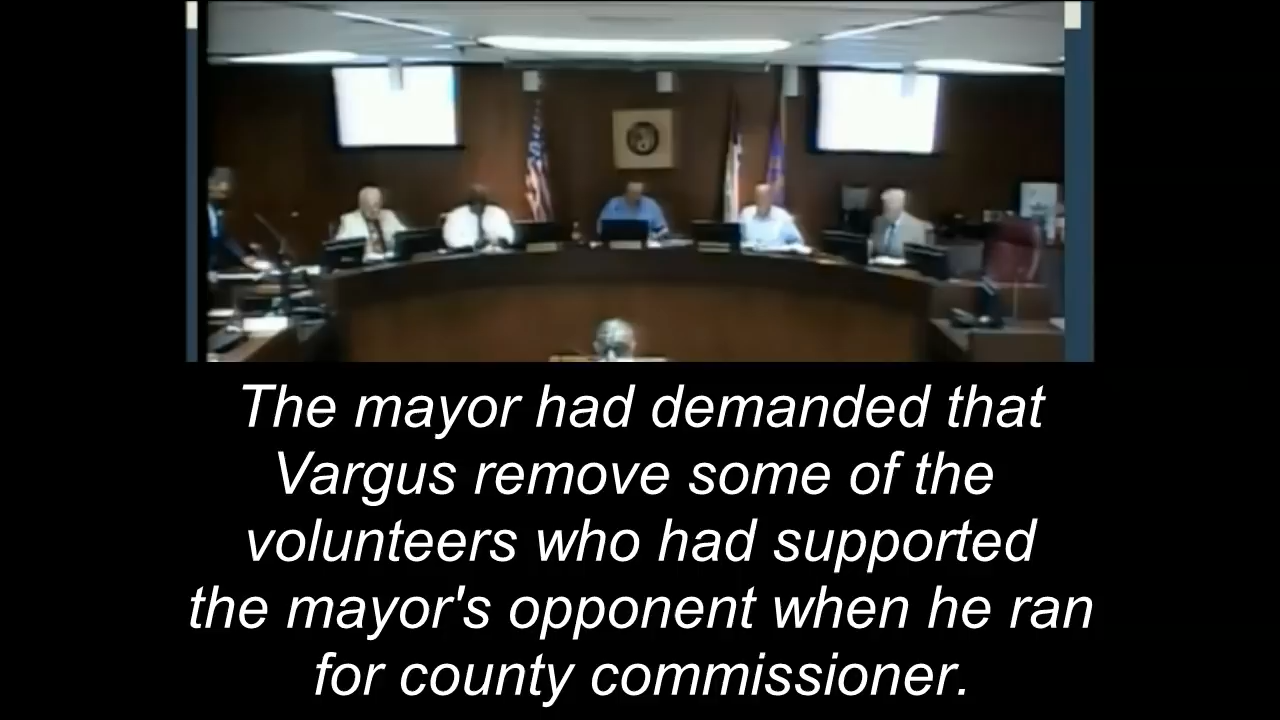 The mayor had demanded that
Vargus remove some of the
volunteers who had supported
the mayor's opponent when he ran
for county commissioner.